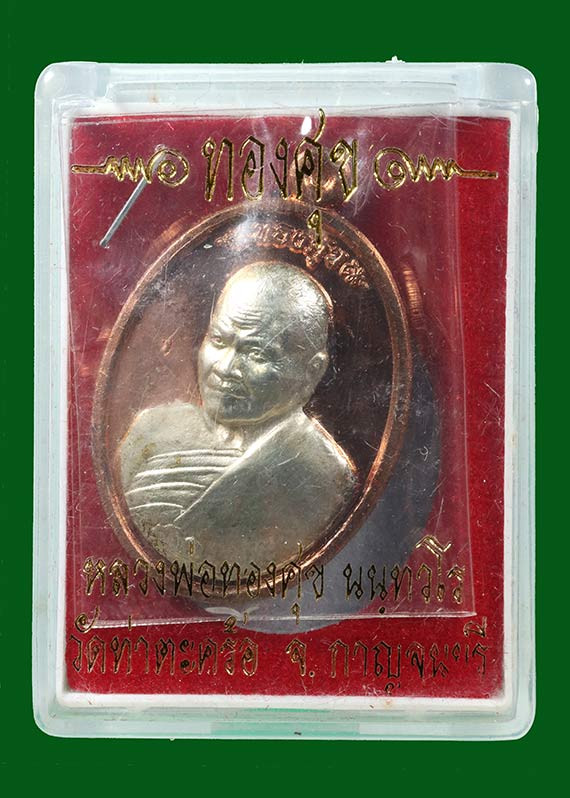 ทองศุข
หลวงพ่อทองศุข นนฺทวโร
วัดท่าตะคร้อ จ. กาญจนบุรี